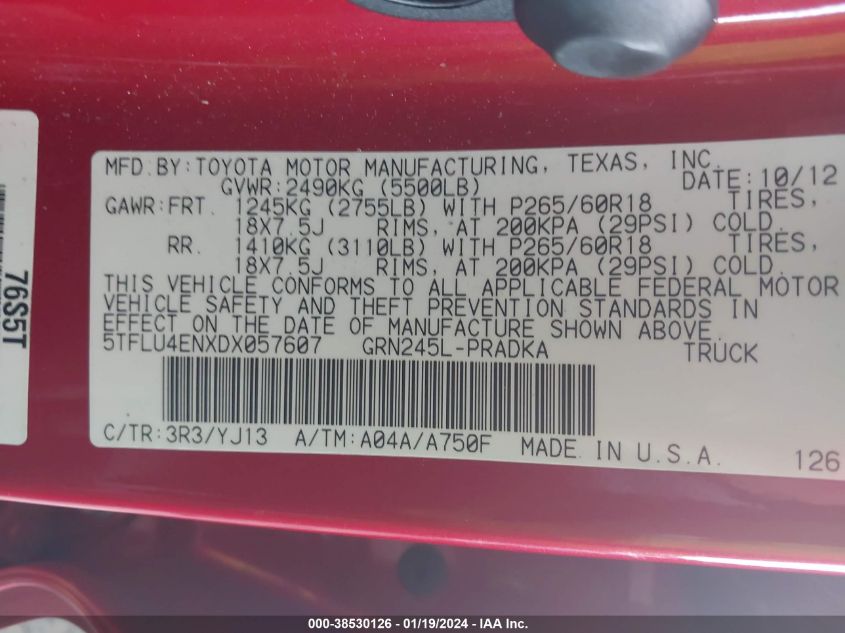 MFD.BY:TOYOTA MOTOR MANUFACTURING, TEXAS, INC.
GVWR:2490KG (5500LB) DATE:10/12
GAWR:FRT. 1245KG (2755LB) WITH P265/60R18 TIRES,
18X7.5J RIMS, AT 200KPA (29PSI) COLD.
RR. 1410KG (3110LB) WITH P265/60R18 TIRES,
18X7.5J RIMS, AT 200KPA (29PSI) COLD.
THIS VEHICLE CONFORMS TO ALL APPLICABLE FEDERAL MOTOR
VEHICLE SAFETY AND THEFT PREVENTION STANDARDS IN
EFFECT ON THE DATE OF MANUFACTURE SHOWN ABOVE.
5TFLU4ENXDX057607 GRN245L-PRADKA TRUCK
C/TR:3R3/YJ13 A/TM:A04A/A750F MADE IN U.S.A. 126
76S5T
000-38530126 - 01/19/2024 - IAA Inc.